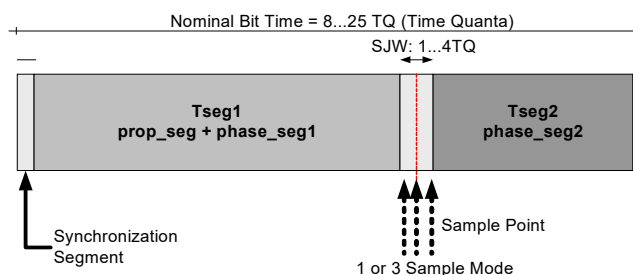 Nominal Bit Time = 8...25 TQ (Time Quanta)
SJW: 1...4TQ
Tseg1
prop_seg + phase_seg1
Tseg2
phase_seg2
Sample Point
Synchronization
Segment
1 or 3 Sample Mode